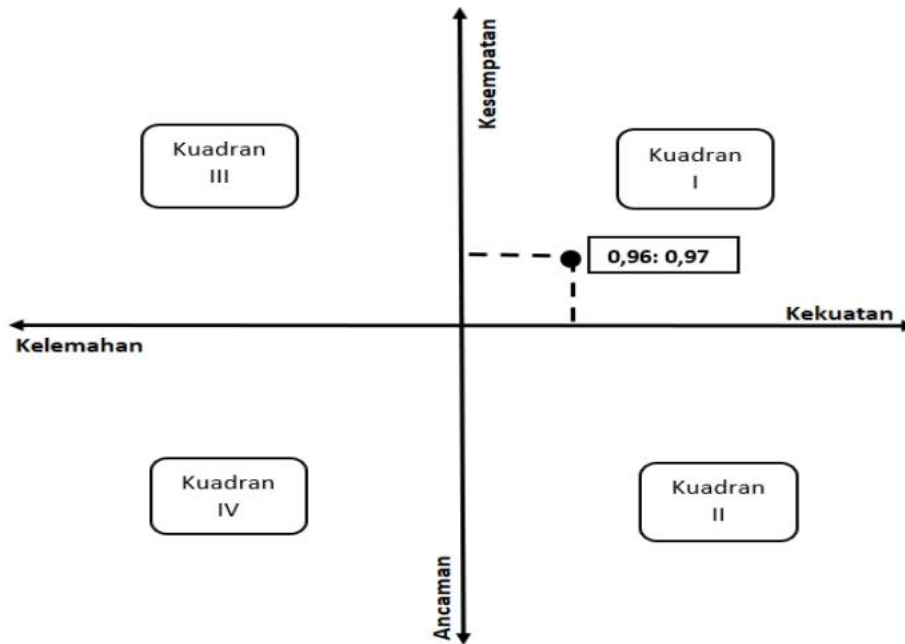 Kesempatan
Kuadran
III
Kuadran
I
0,96: 0,97
Kekuatan
Kelemahan
Kuadran
IV
Kuadran
II
Ancaman